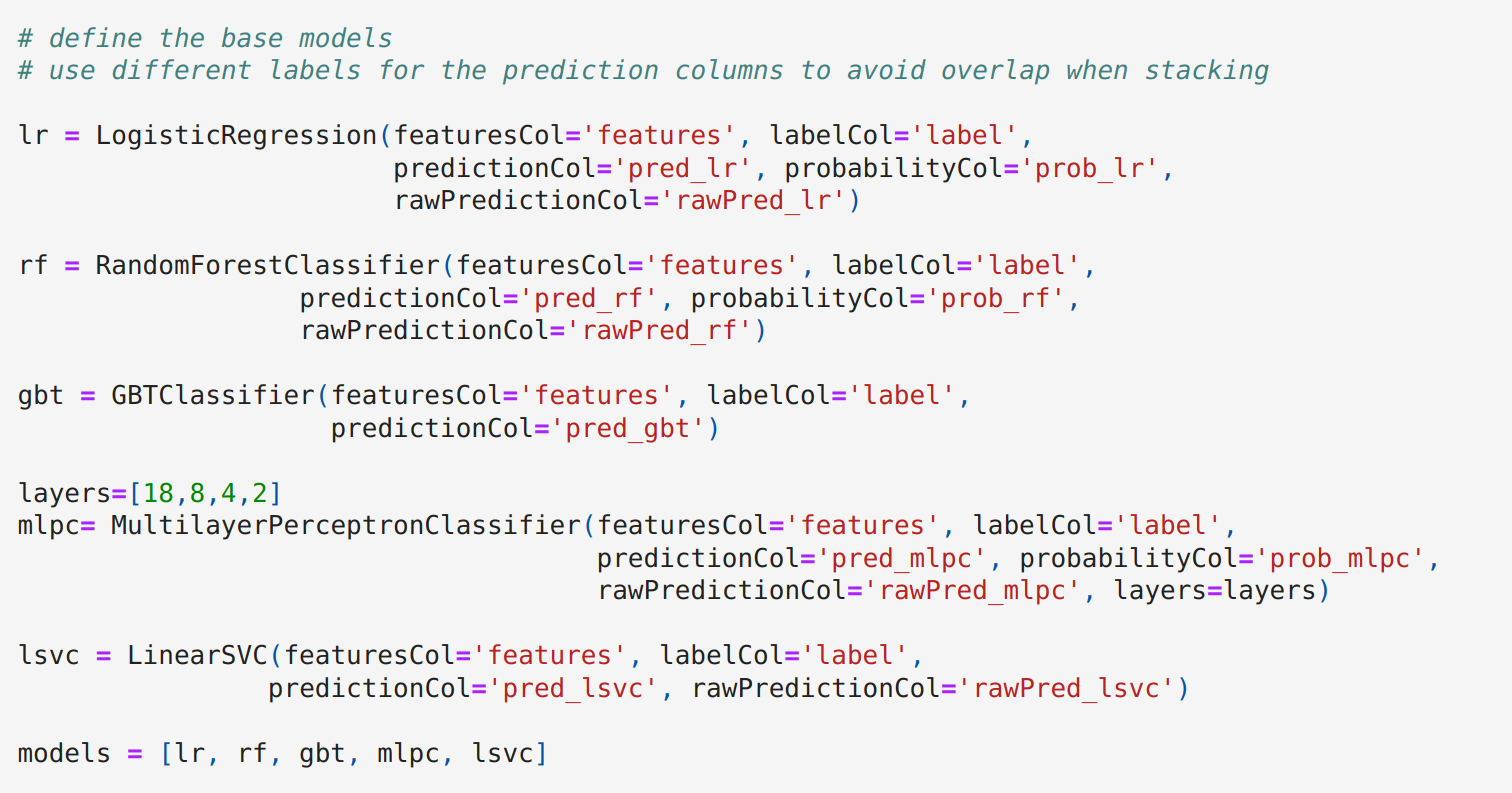 # define the base models
# use different labels for the prediction columns to avoid overlap when stacking
lr = LogisticRegression(featuresCol='features', labelCol='label',
predictionCol='pred_lr', probabilityCol='prob_lr',
rawPredictionCol='rawPred_lr')
rf = RandomForestClassifier(featuresCol='features', labelCol='label',
predictionCol='pred_rf', probabilityCol='prob_rf',
rawPredictionCol='rawPred_rf')
gbt = GBTClassifier(featuresCol='features', labelCol='label',
predictionCol='pred_gbt')
layers=[18,8,4,2]
mlpc= MultilayerPerceptronClassifier(featuresCol='features', labelCol='label',
predictionCol='pred_mlpc', probabilityCol='prob_mlpc',
rawPredictionCol='rawPred_mlpc', layers=layers)
lsvc = LinearSVC(featuresCol='features', labelCol='label',
predictionCol='pred_lsvc', rawPredictionCol='rawPred_lsvc')
models = [lr, rf, gbt, mlpc, lsvc]